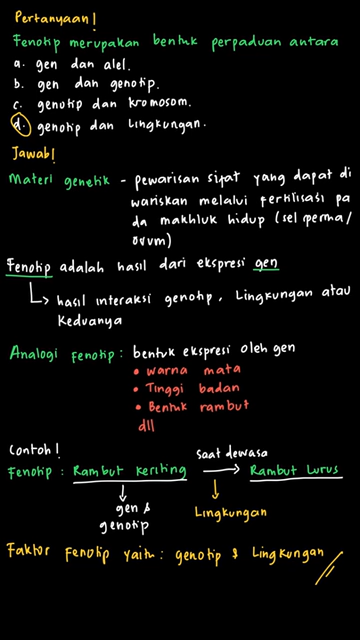 Pertanyaan!
Fenotip merupakan bentuk perpaduan antara
a. gen dan alel.
b. gen dan genotip.
c. genotip dan kromosom.
d. genotip dan lingkungan.
Jawab!
Materi genetik - pewarisan sifat yang dapat di
wariskan melalui fertilisasi pa
da makhluk hidup (sel perma/
ovum)
Fenotip adalah hasil dari ekspresi gen
hasil interaksi genotip, lingkungan atau
keduanya
Analogi fenotip : bentuk ekspresi oleh gen
• warna mata
• Tinggi badan
• Bentuk rambut
dll
Contoh!
saat dewasa
Fenotip : Rambut keriting → Rambut lurus
gen &
genotip
Lingkungan
Faktor Fenotip yaitu : genotip & lingkungan